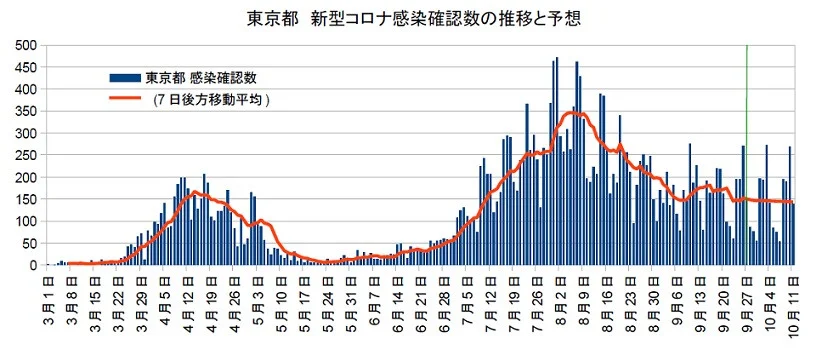 東京都 新型コロナ感染確認数の推移と予想
500
450
400
350
300
250
200
150
100
50
0
東京都 感染確認数
(7日後方移動平均)
3月1日
3月8日
3月15日
3月22日
3月29日
4月5日
4月12日
4月19日
4月26日
5月3日
5月10日
5月17日
5月24日
5月31日
6月7日
6月14日
6月21日
6月28日
7月5日
7月12日
7月19日
7月26日
8月2日
8月9日
8月16日
8月23日
8月30日
9月6日
9月13日
9月20日
9月27日
10月4日
10月11日